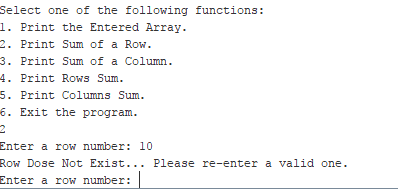 Select one of the following functions:
1. Print the Entered Array.
2. Print Sum of a Row.
3. Print Sum of a Column.
4. Print Rows Sum.
5. Print Columns Sum.
6. Exit the program.
2
Enter a row number: 10
Row Dose Not Exist... Please re-enter a valid one.
Enter a row number: